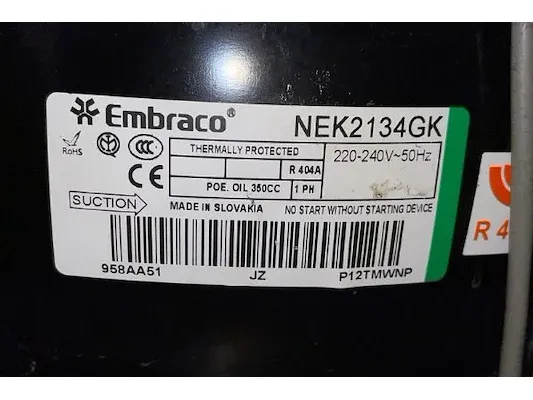 Embraco®
NEK2134GK
RoHS
CCC
THERMALLY PROTECTED
R 404A
220-240V~50Hz
CE
POE. OIL 350CC
1 PH
SUCTION
MADE IN SLOVAKIA
NO START WITHOUT STARTING DEVICE
958AA51
JZ
P12TMWNP
R 4